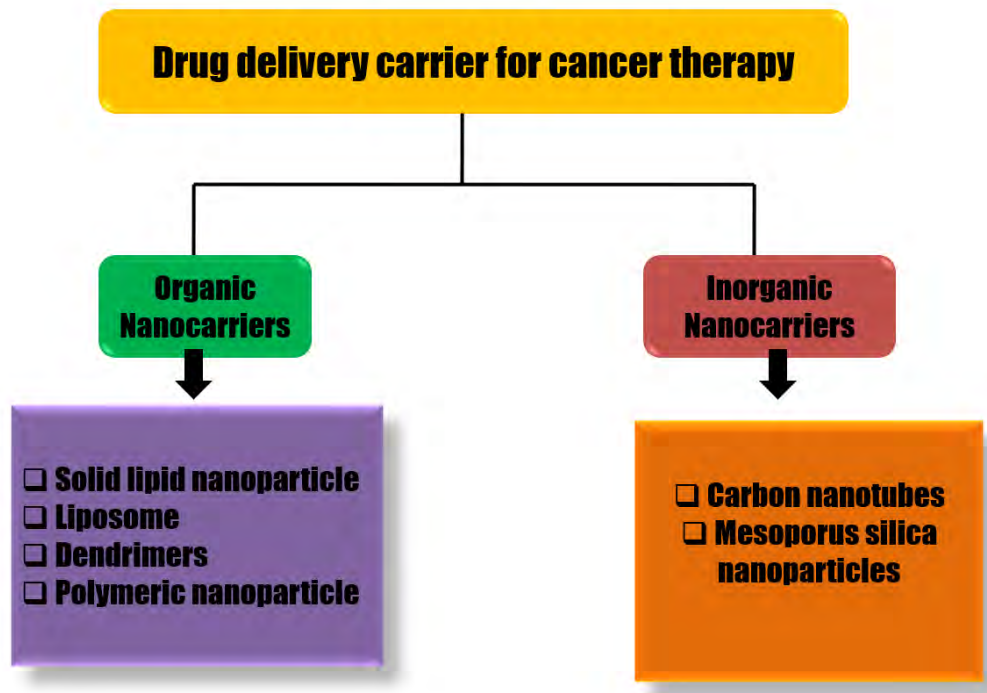 Drug delivery carrier for cancer therapy
Organic
Nanocarriers
Inorganic
Nanocarriers
❑ Solid lipid nanoparticle
❑ Liposome
❑ Dendrimers
❑ Polymeric nanoparticle
❑ Carbon nanotubes
❑ Mesoporus silica
nanoparticles